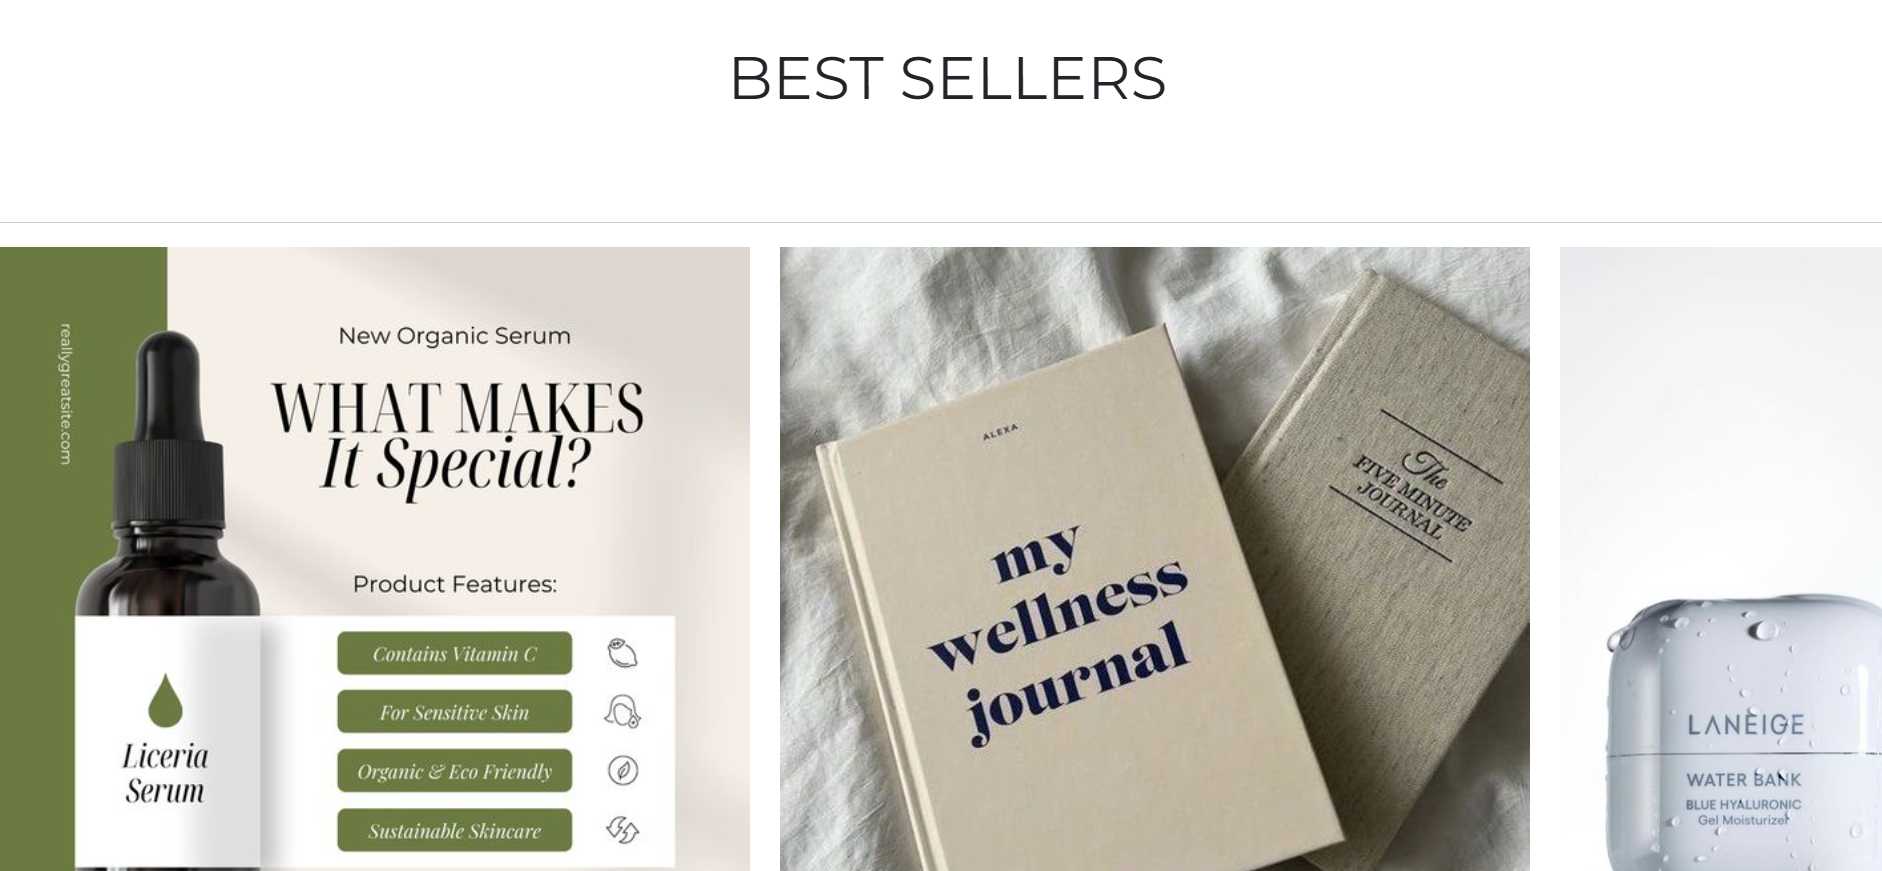 BEST SELLERS
reallygreatsite.com
New Organic Serum
WHAT MAKES
It Special?
Product Features:
Contains Vitamin C
For Sensitive Skin
Organic & Eco Friendly
Sustainable Skincare
Liceria
Serum
ALEXA
my
wellness
journal
The
FIVE MINUTE
JOURNAL
LANEIGE
WATER BANK
BLUE HYALURONIC
Gel Moisturizer